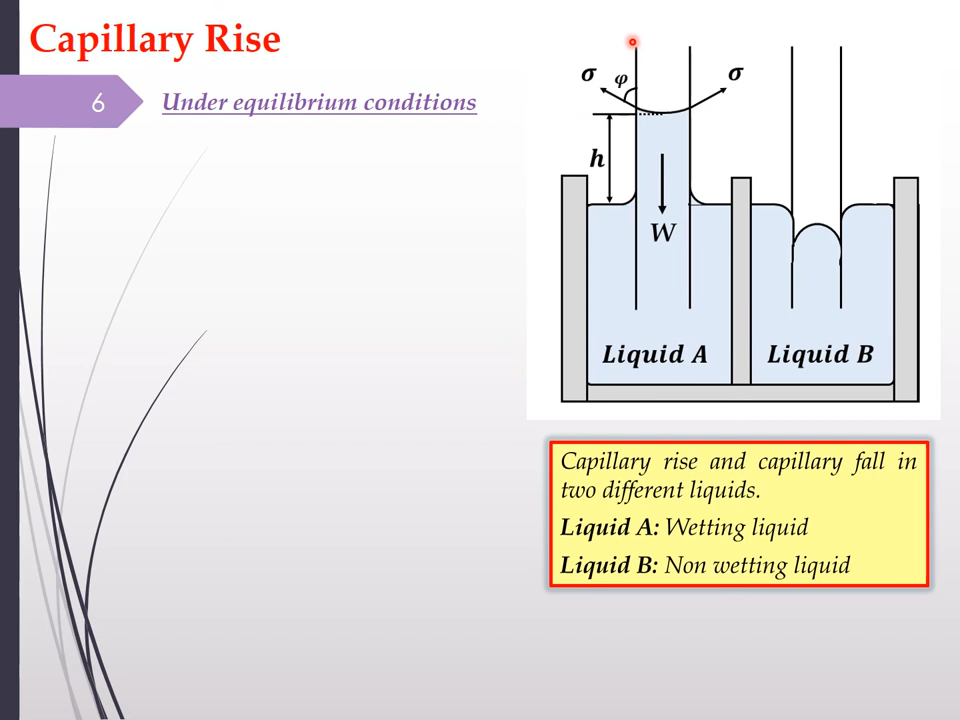 Capillary Rise
6
Under equilibrium conditions
σ
φ
σ
h
W
Liquid A
Liquid B
Capillary rise and capillary fall in
two different liquids.
Liquid A: Wetting liquid
Liquid B: Non wetting liquid